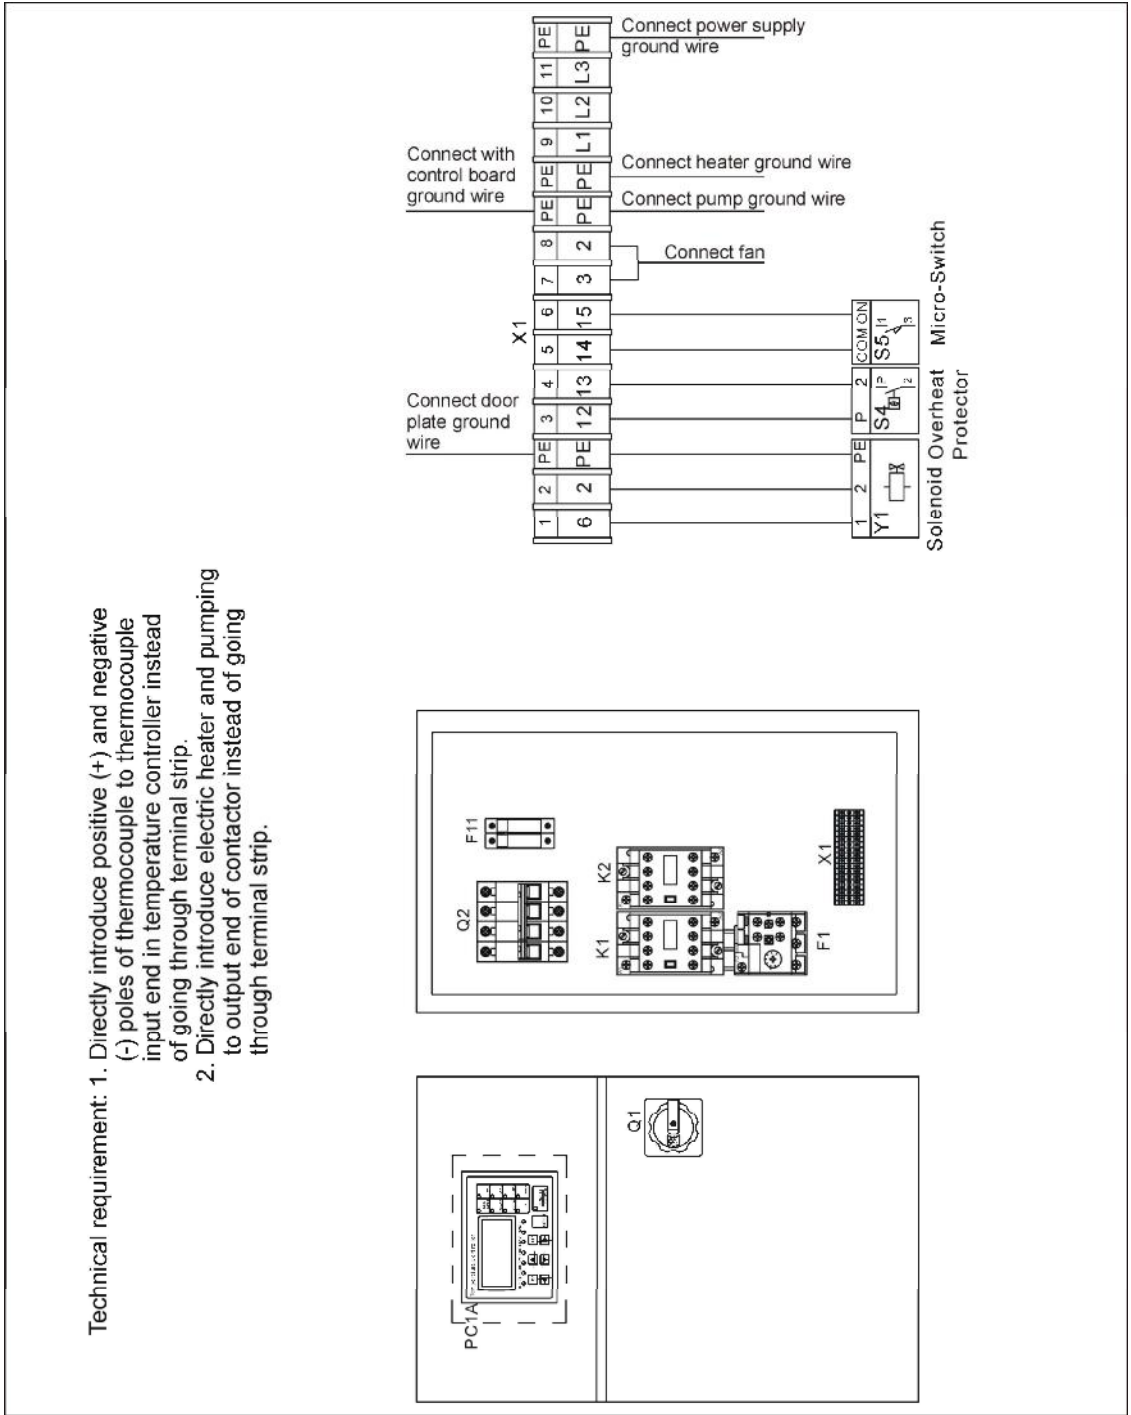 Technical requirement: 1. Directly introduce positive (+) and negative
(-) poles of thermocouple to thermocouple
input end in temperature controller instead
of going through terminal strip.
2. Directly introduce electric heater and pumping
to output end of contactor instead of going
through terminal strip.
Connect power supply
ground wire
Connect with
control board
ground wire
Connect heater ground wire
Connect pump ground wire
Connect fan
Connect door
plate ground
wire
X1
PE PE
11 L3
10 L2
9 L1
PE PE
PE PE
8 2
7 3
6 15
5 14
4 13
3 12
PE PE
2 2
1 6
COM ON
S5 1 3
Micro-Switch
P 2
S4 P 2
Overheat
Protector
1 2 PE
Y1
Solenoid
F11
Q2
K2
K1
F1
X1
Q1
PC1A